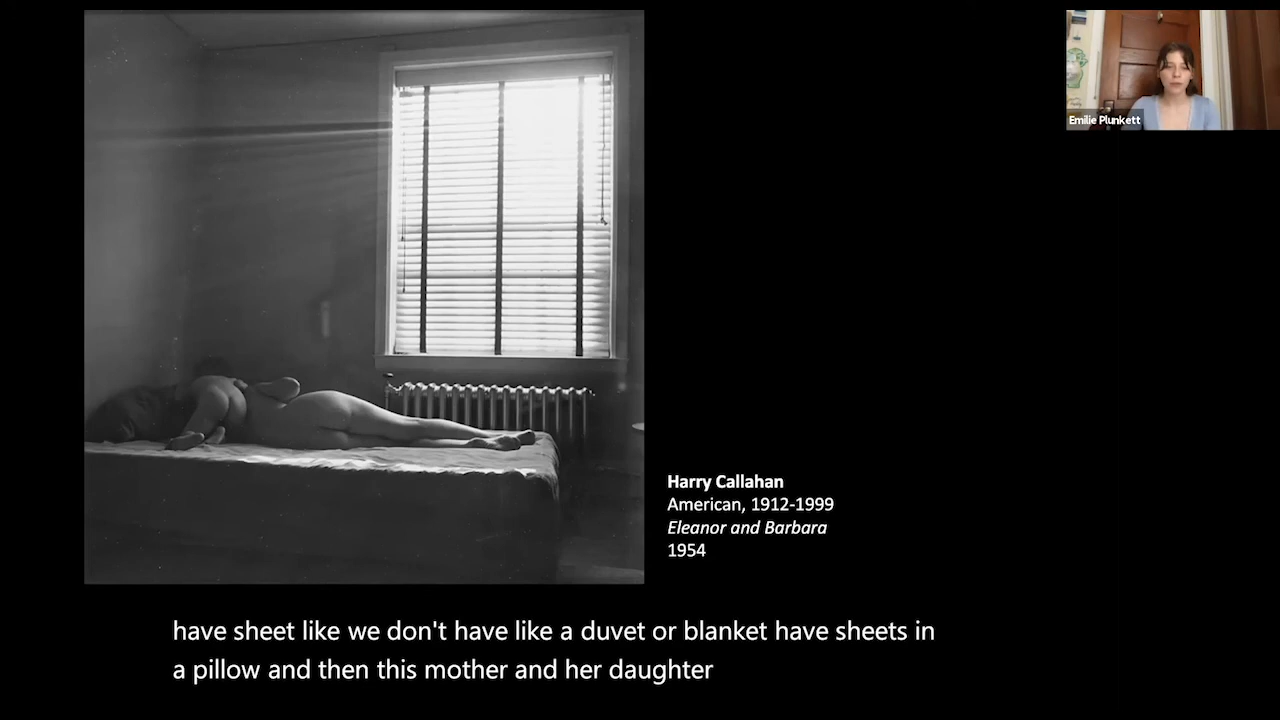 Emilie Plunkett
Harry Callahan
American, 1912-1999
Eleanor and Barbara
1954
have sheet like we don't have like a duvet or blanket have sheets in
a pillow and then this mother and her daughter